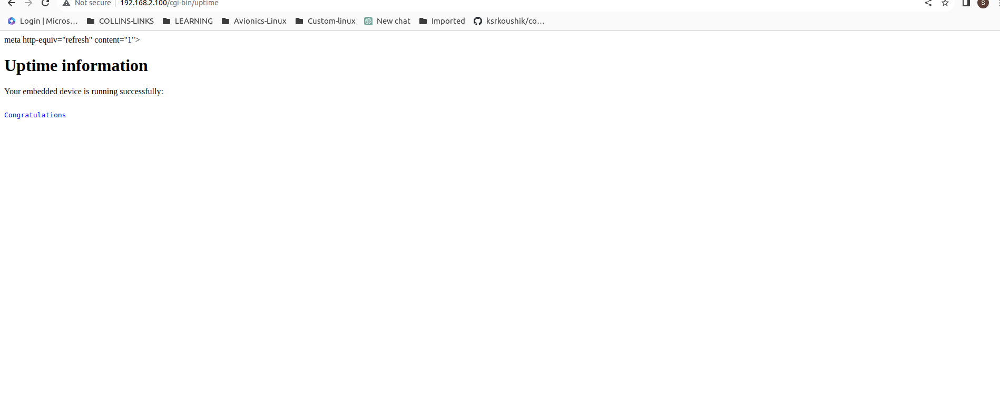 Not secure | 192.168.2.100/cgi-bin/uptime S
Login | Micros... COLLINS-LINKS LEARNING Avionics-Linux Custom-linux New chat Imported ksrkoushik/co...
meta http-equiv="refresh" content="1">
Uptime information
Your embedded device is running successfully:
Congratulations